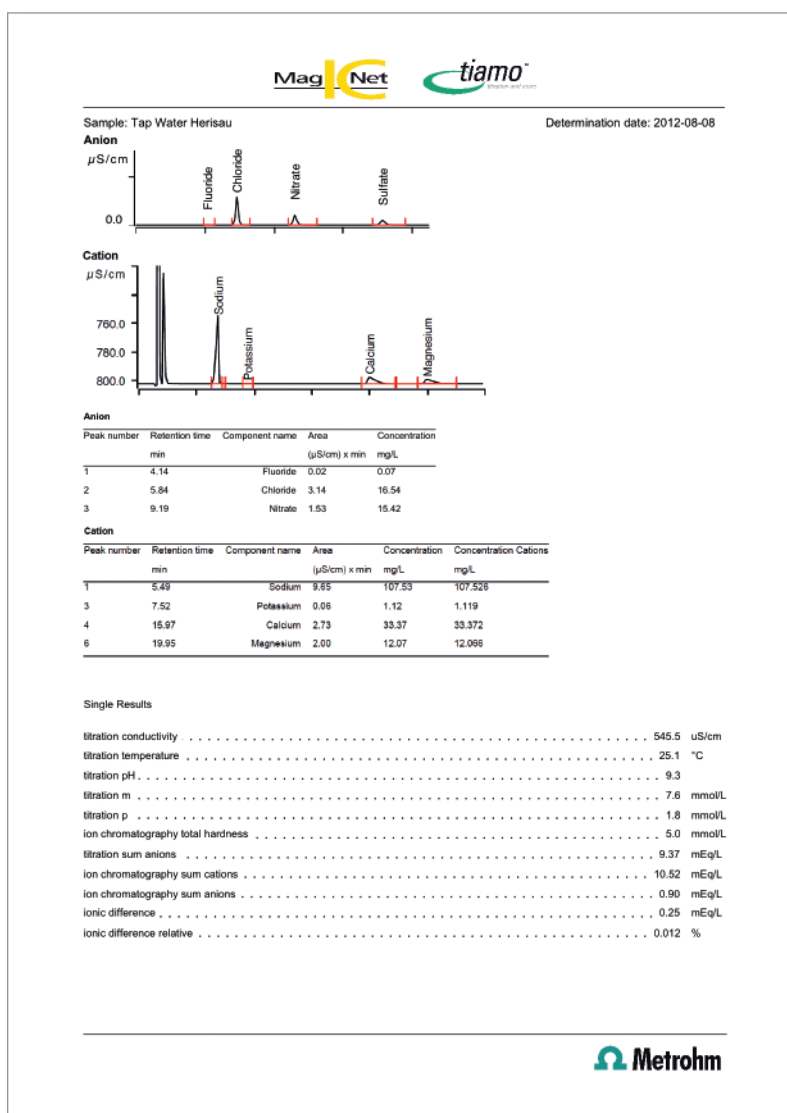 MagIC Net
tiamo™
titration and more
Sample: Tap Water Herisau Determination date: 2012-08-08
Anion
µS/cm
0.0
Fluoride
Chloride
Nitrate
Sulfate
Cation
µS/cm
760.0
780.0
800.0
Sodium
Potassium
Calcium
Magnesium
Anion
Peak number Retention time Component name Area Concentration
min (µS/cm) x min mg/L
1 4.14 Fluoride 0.02 0.07
2 5.84 Chloride 3.14 16.54
3 9.19 Nitrate 1.53 15.42
Cation
Peak number Retention time Component name Area Concentration Concentration Cations
min (µS/cm) x min mg/L mg/L
1 5.49 Sodium 9.65 107.53 107.526
3 7.52 Potassium 0.06 1.12 1.119
4 15.97 Calcium 2.73 33.37 33.372
6 19.95 Magnesium 2.00 12.07 12.066
Single Results
titration conductivity . . . . . . . . . . 545.5 uS/cm
titration temperature . . . . . . . . . . 25.1 °C
titration pH . . . . . . . . . . 9.3
titration m . . . . . . . . . . 7.6 mmol/L
titration p . . . . . . . . . . 1.8 mmol/L
ion chromatography total hardness . . . . . . . . . . 5.0 mmol/L
titration sum anions . . . . . . . . . . 9.37 mEq/L
ion chromatography sum cations . . . . . . . . . . 10.52 mEq/L
ion chromatography sum anions . . . . . . . . . . 0.90 mEq/L
ionic difference . . . . . . . . . . 0.25 mEq/L
ionic difference relative . . . . . . . . . . 0.012 %
Metrohm